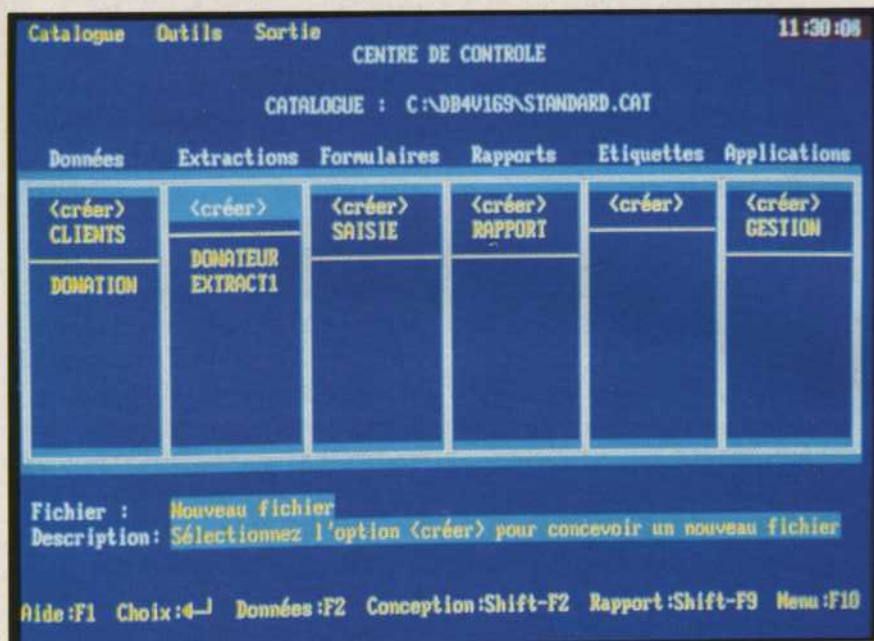 Catalogue Outils Sortie 11:30:06
CENTRE DE CONTROLE
CATALOGUE : C:\DB4V169\STANDARD.CAT
Données Extractions Formulaires Rapports Etiquettes Applications
<créer> <créer> <créer> <créer> <créer> <créer>
CLIENTS SAISIE RAPPORT GESTION
DONATEUR
DONATION EXTRACT1
Fichier : Nouveau fichier
Description: Sélectionnez l'option <créer> pour concevoir un nouveau fichier
Aide:F1 Choix:◄─┘ Données:F2 Conception:Shift-F2 Rapport:Shift-F9 Menu:F10